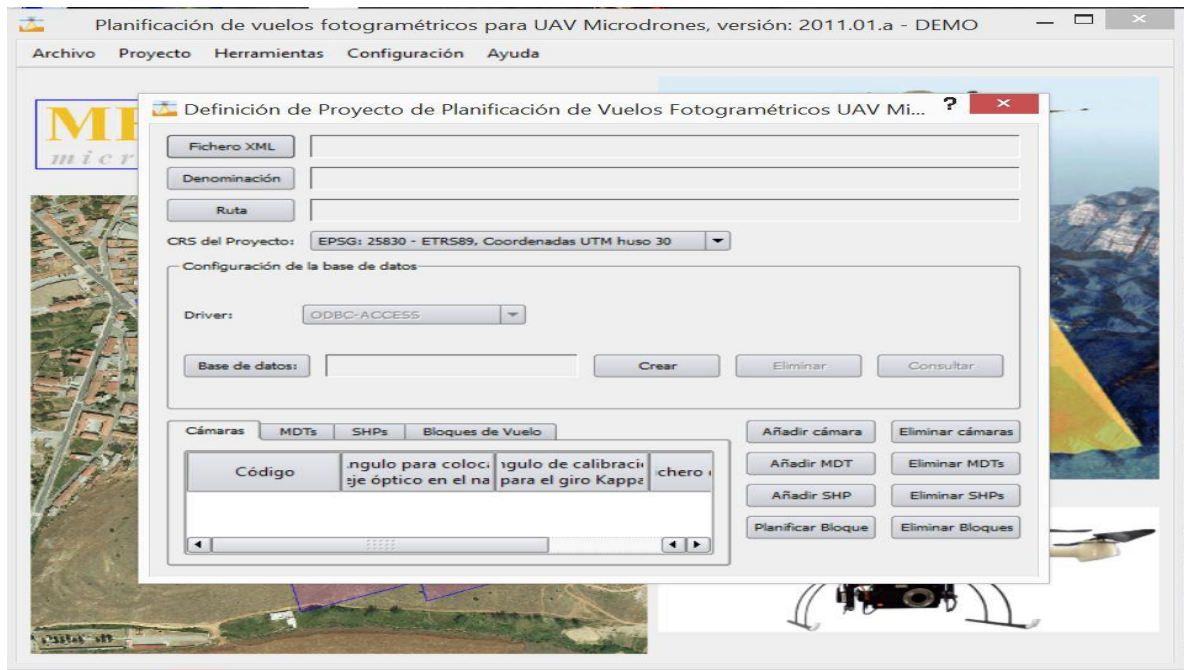 Planificación de vuelos fotogramétricos para UAV Microdrones, versión: 2011.01.a - DEMO
Archivo Proyecto Herramientas Configuración Ayuda
Definición de Proyecto de Planificación de Vuelos Fotogramétricos UAV Mi... ?
Fichero XML
Denominación
Ruta
CRS del Proyecto: EPSG: 25830 - ETRS89, Coordenadas UTM huso 30
Configuración de la base de datos
Driver: ODBC-ACCESS
Base de datos: Crear Eliminar Consultar
Cámaras MDTs SHPs Bloques de Vuelo
Código
para el giro Kappa
Añadir cámara Eliminar cámaras
Añadir MDT Eliminar MDTs
Añadir SHP Eliminar SHPs
Planificar Bloque Eliminar Bloques